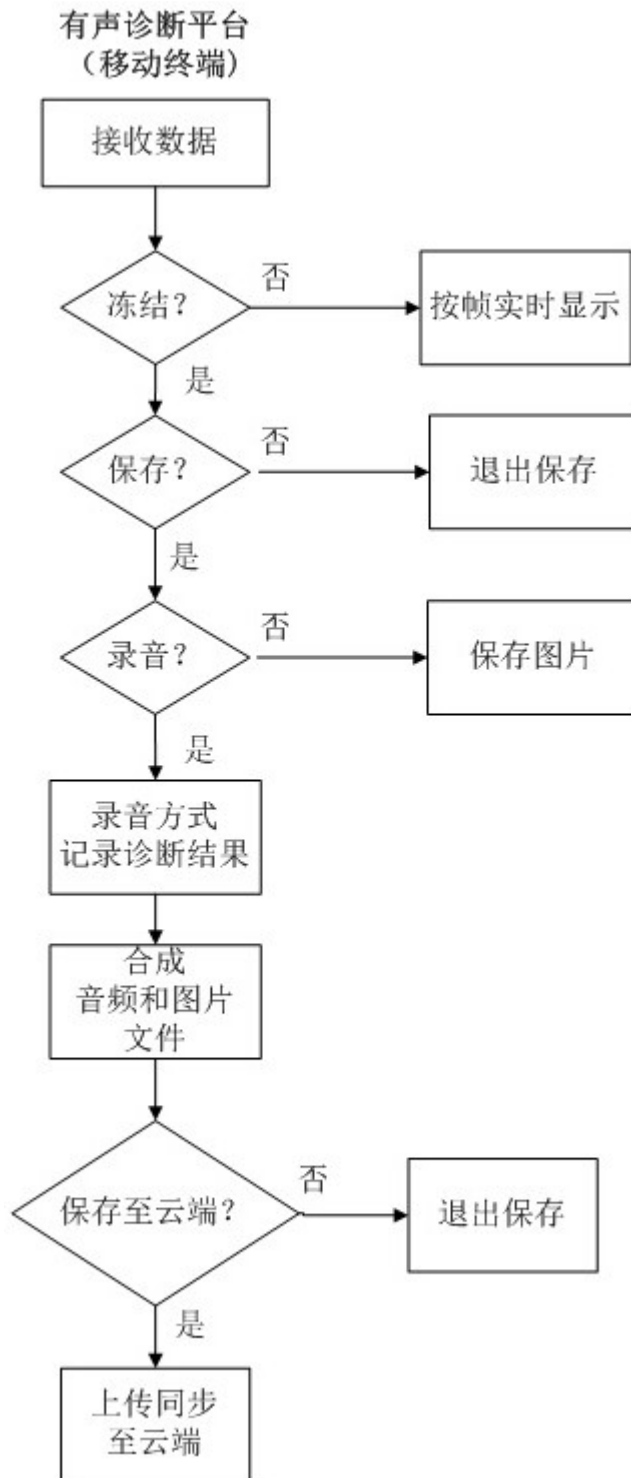 有声诊断平台
（移动终端)
接收数据
冻结？
否
按帧实时显示
是
保存？
否
退出保存
是
录音？
否
保存图片
是
录音方式
记录诊断结果
合成
音频和图片
文件
保存至云端？
否
退出保存
是
上传同步
至云端